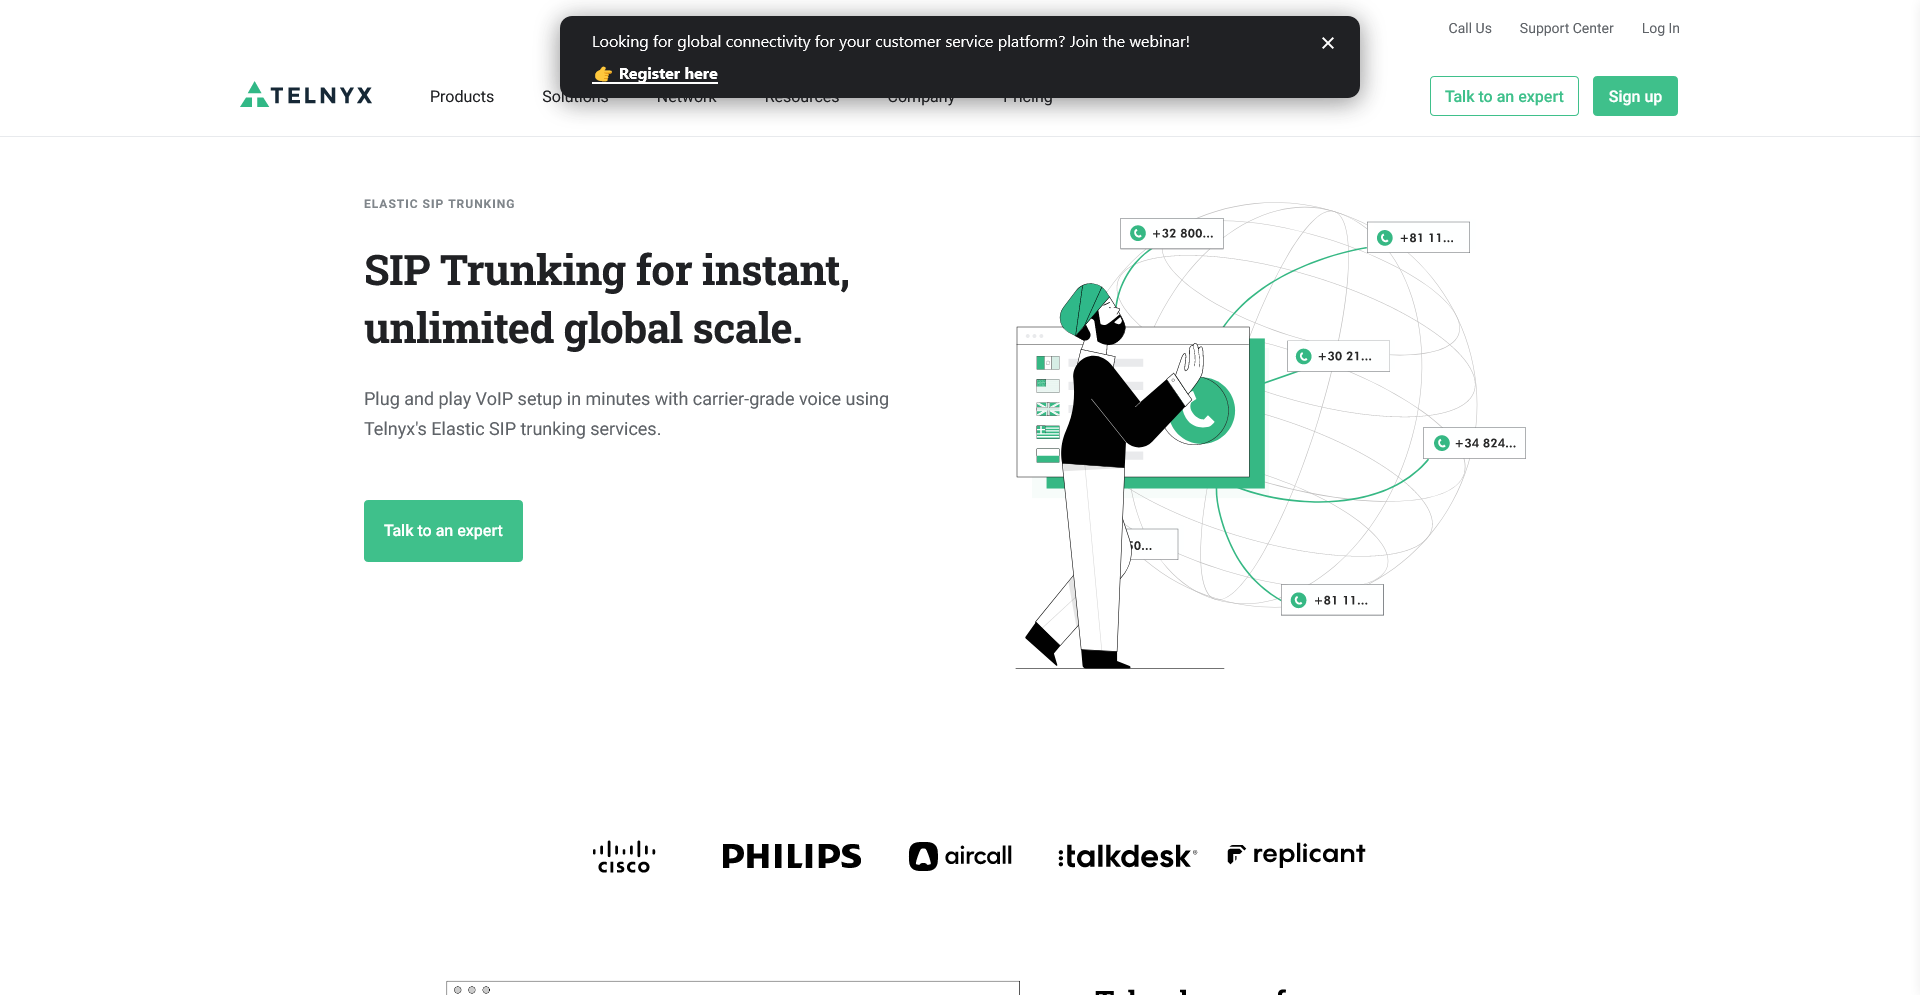 Looking for global connectivity for your customer service platform? Join the webinar!
👉 Register here
Call Us
Support Center
Log In
TELNYX
Products
Solutions
Network
Resources
Company
Pricing
Talk to an expert
Sign up
ELASTIC SIP TRUNKING
SIP Trunking for instant,
unlimited global scale.
Plug and play VoIP setup in minutes with carrier-grade voice using
Telnyx's Elastic SIP trunking services.
Talk to an expert
+32 800...
+81 11...
+30 21...
+34 824...
50...
+81 11...
CISCO
PHILIPS
aircall
talkdesk®
replicant